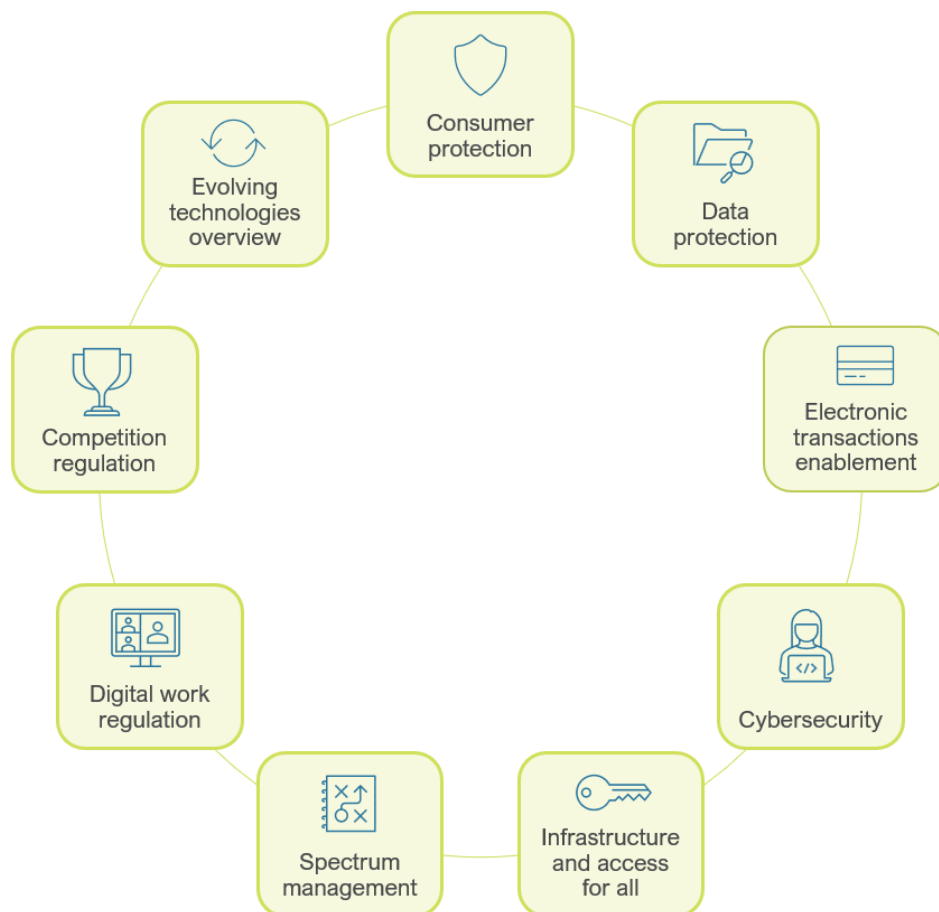 Consumer
protection
Data
protection
Electronic
transactions
enablement
</>
Cybersecurity
Infrastructure
and access
for all
Spectrum
management
Digital work
regulation
Competition
regulation
Evolving
technologies
overview